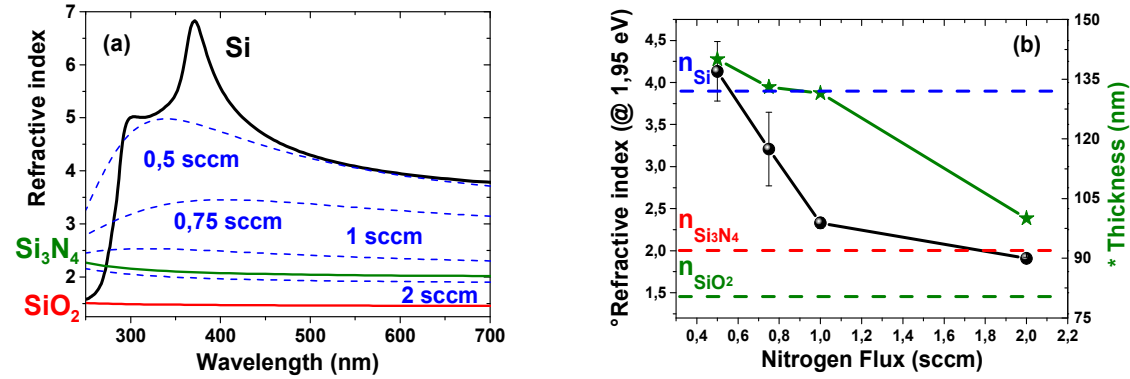 (a)
Si
Refractive index
7
6
5
4
3
2
1
0,5 sccm
0,75 sccm
1 sccm
2 sccm
Si₃N₄
SiO₂
300 400 500 600 700
Wavelength (nm)
(b)
°Refractive index (@ 1,95 eV)
4,5
4,0
3,5
3,0
2,5
2,0
1,5
nSi
nSi₃N₄
nSiO²
150
135
120
105
90
75
* Thickness (nm)
0,4 0,6 0,8 1,0 1,2 1,4 1,6 1,8 2,0 2,2
Nitrogen Flux (sccm)